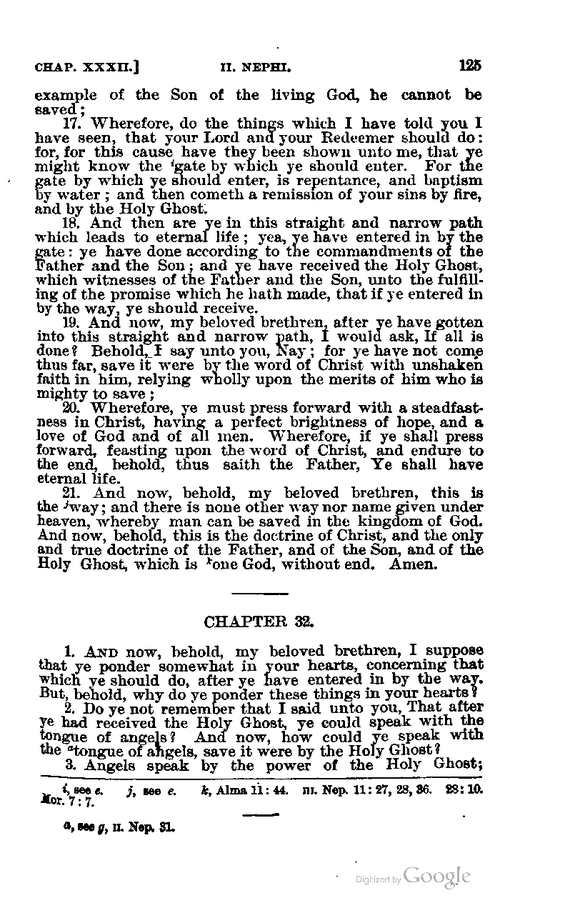 CHAP. XXXII.] II. NEPHI. 125
example of the Son of the living God, he cannot be
saved;
17. Wherefore, do the things which I have told you I
have seen, that your Lord and your Redeemer should do:
for, for this cause have they been shown unto me, that ye
might know the ⁱgate by which ye should enter. For the
gate by which ye should enter, is repentance, and baptism
by water; and then cometh a remission of your sins by fire,
and by the Holy Ghost.
18. And then are ye in this straight and narrow path
which leads to eternal life; yea, ye have entered in by the
gate: ye have done according to the commandments of the
Father and the Son; and ye have received the Holy Ghost,
which witnesses of the Father and the Son, unto the fulfill-
ing of the promise which he hath made, that if ye entered in
by the way, ye should receive.
19. And now, my beloved brethren, after ye have gotten
into this straight and narrow path, I would ask, If all is
done? Behold, I say unto you, Nay; for ye have not come
thus far, save it were by the word of Christ with unshaken
faith in him, relying wholly upon the merits of him who is
mighty to save;
20. Wherefore, ye must press forward with a steadfast-
ness in Christ, having a perfect brightness of hope, and a
love of God and of all men. Wherefore, if ye shall press
forward, feasting upon the word of Christ, and endure to
the end, behold, thus saith the Father, Ye shall have
eternal life.
21. And now, behold, my beloved brethren, this is
the ʲway; and there is none other way nor name given under
heaven, whereby man can be saved in the kingdom of God.
And now, behold, this is the doctrine of Christ, and the only
and true doctrine of the Father, and of the Son, and of the
Holy Ghost, which is ᵏone God, without end. Amen.
CHAPTER 32.
1. AND now, behold, my beloved brethren, I suppose
that ye ponder somewhat in your hearts, concerning that
which ye should do, after ye have entered in by the way.
But, behold, why do ye ponder these things in your hearts?
2. Do ye not remember that I said unto you, That after
ye had received the Holy Ghost, ye could speak with the
tongue of angels? And now, how could ye speak with
the ᵃtongue of angels, save it were by the Holy Ghost?
3. Angels speak by the power of the Holy Ghost;
i, see e. j, see e. k, Alma 11: 44. III. Nep. 11: 27, 28, 36. 28: 10.
Mor. 7: 7.
a, see g, II. Nep. 31.
Digitized by Google